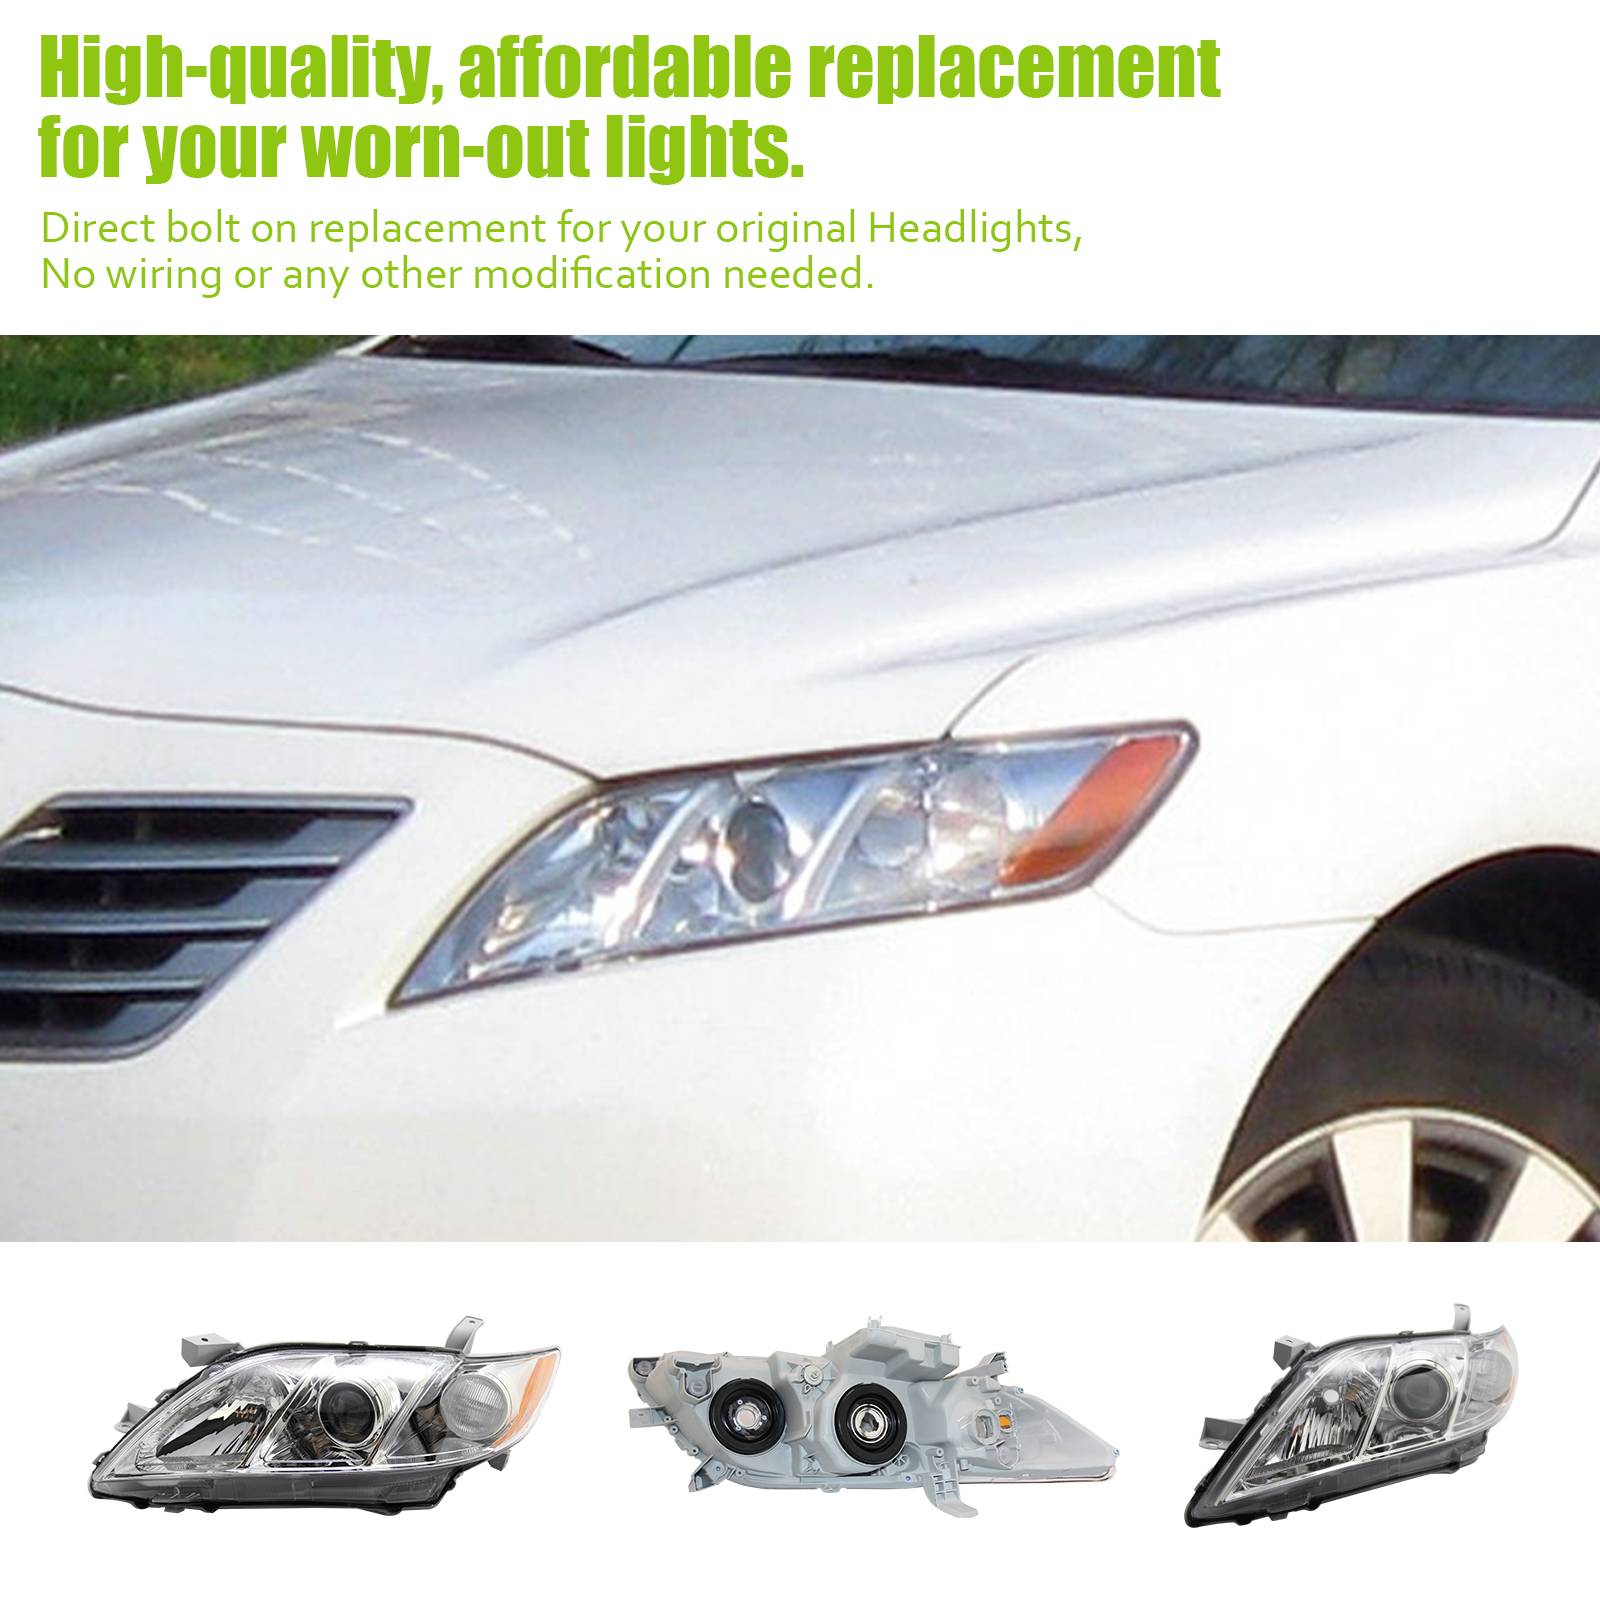 High-quality, affordable replacement
for your worn-out lights.
Direct bolt on replacement for your original Headlights,
No wiring or any other modification needed.